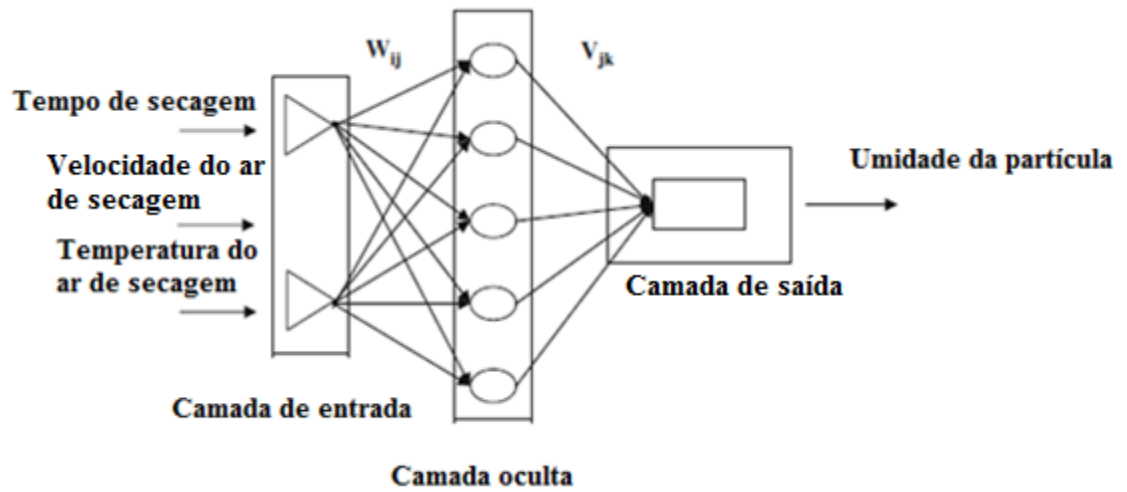 W_ij
V_jk
Tempo de secagem
Velocidade do ar
de secagem
Temperatura do
ar de secagem
Umidade da partícula
Camada de saída
Camada de entrada
Camada oculta